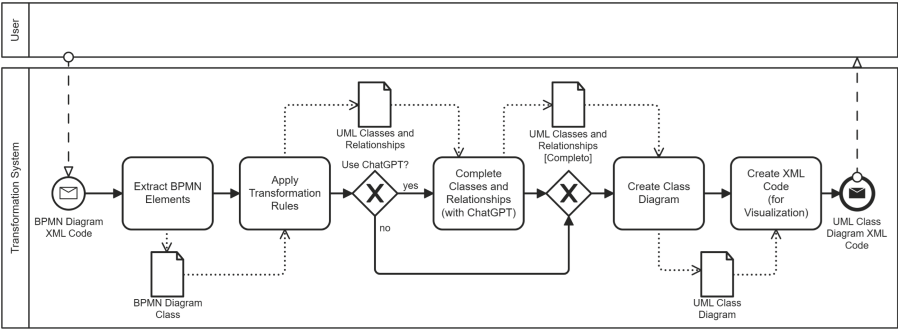 User
Transformation System
UML Classes and
Relationships
UML Classes and
Relationships
[Completo]
Use ChatGPT?
Extract BPMN
Elements
Apply
Transformation
Rules
yes
Complete
Classes and
Relationships
(with ChatGPT)
Create Class
Diagram
Create XML
Code
(for
Visualization)
BPMN Diagram
XML Code
no
UML Class
Diagram XML
Code
BPMN Diagram
Class
UML Class
Diagram